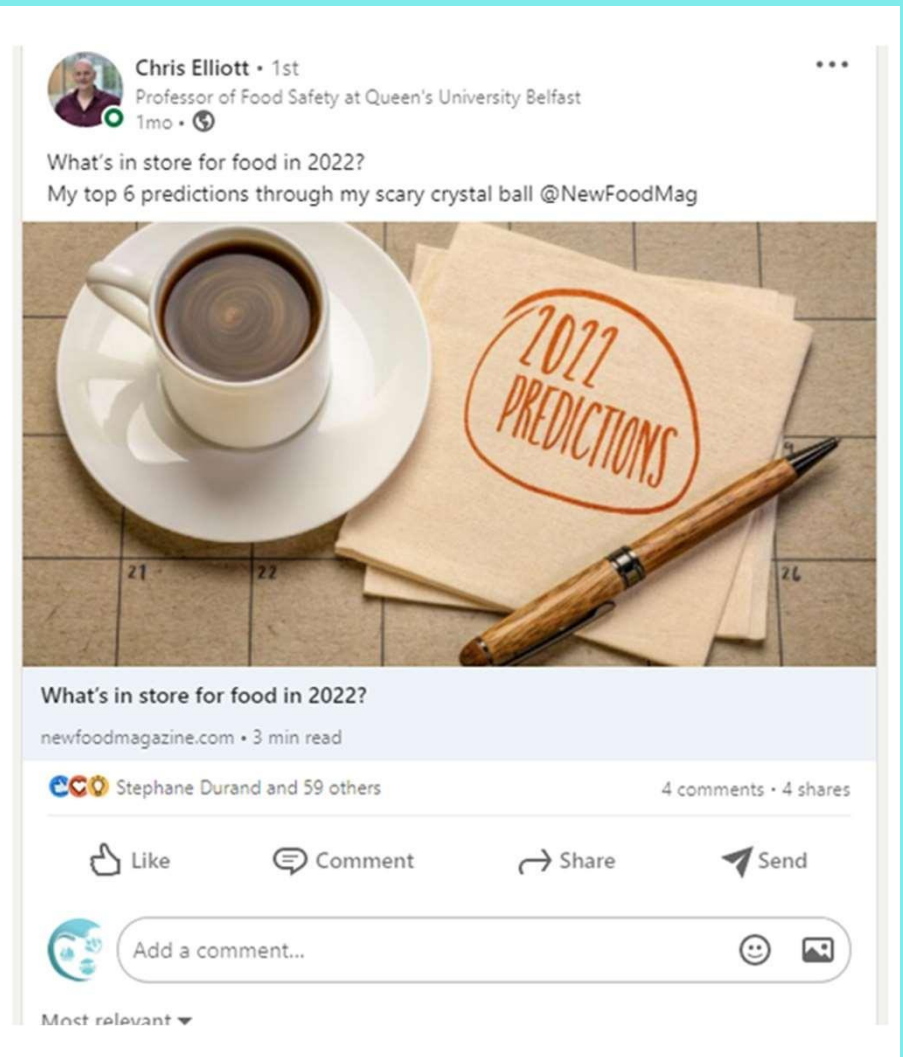 Chris Elliott • 1st
Professor of Food Safety at Queen's University Belfast
1mo •
What's in store for food in 2022?
My top 6 predictions through my scary crystal ball @NewFoodMag
2022
PREDICTIONS
21
22
26
What's in store for food in 2022?
newfoodmagazine.com • 3 min read
Stephane Durand and 59 others
4 comments • 4 shares
Like
Comment
Share
Send
Add a comment...
Most relevant